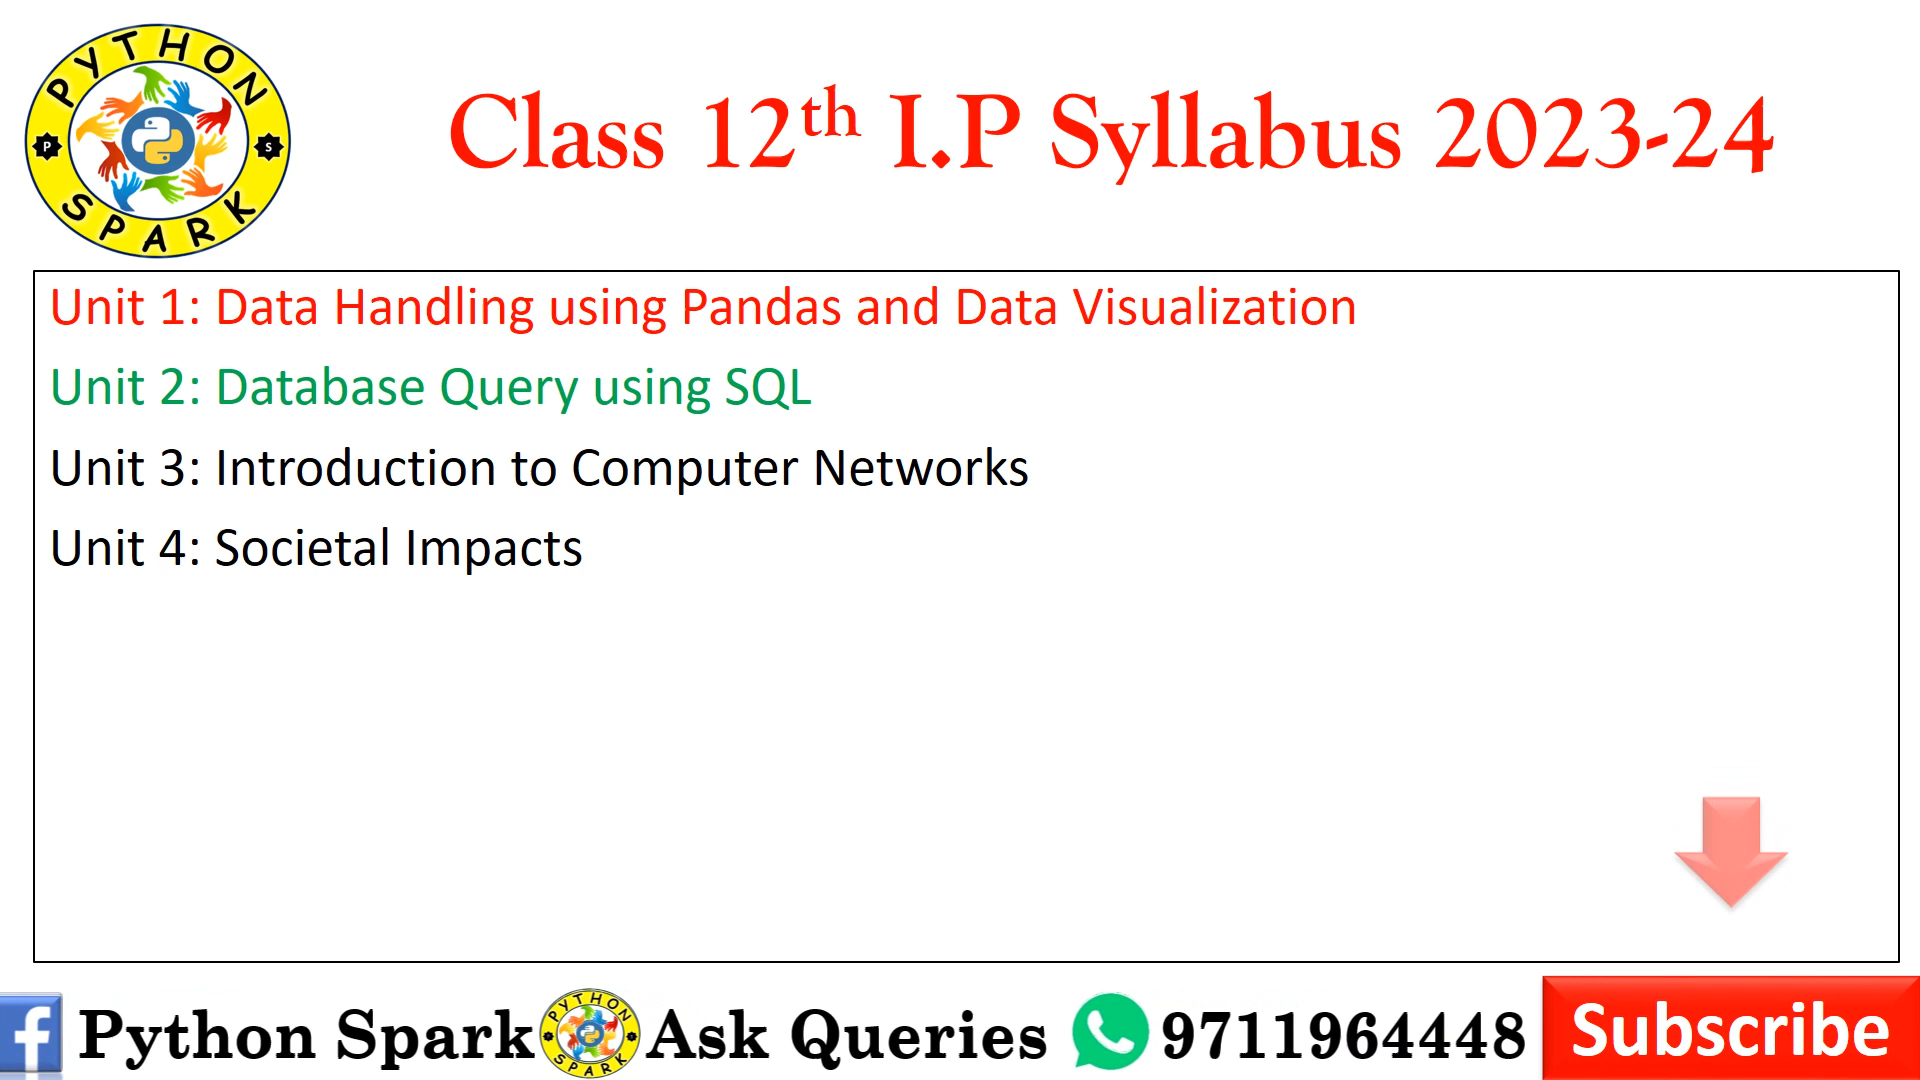 PYTHON
P S
SPARK
Class 12th I.P Syllabus 2023-24
Unit 1: Data Handling using Pandas and Data Visualization
Unit 2: Database Query using SQL
Unit 3: Introduction to Computer Networks
Unit 4: Societal Impacts
f Python Spark PYTHON SPARK Ask Queries 9711964448 Subscribe